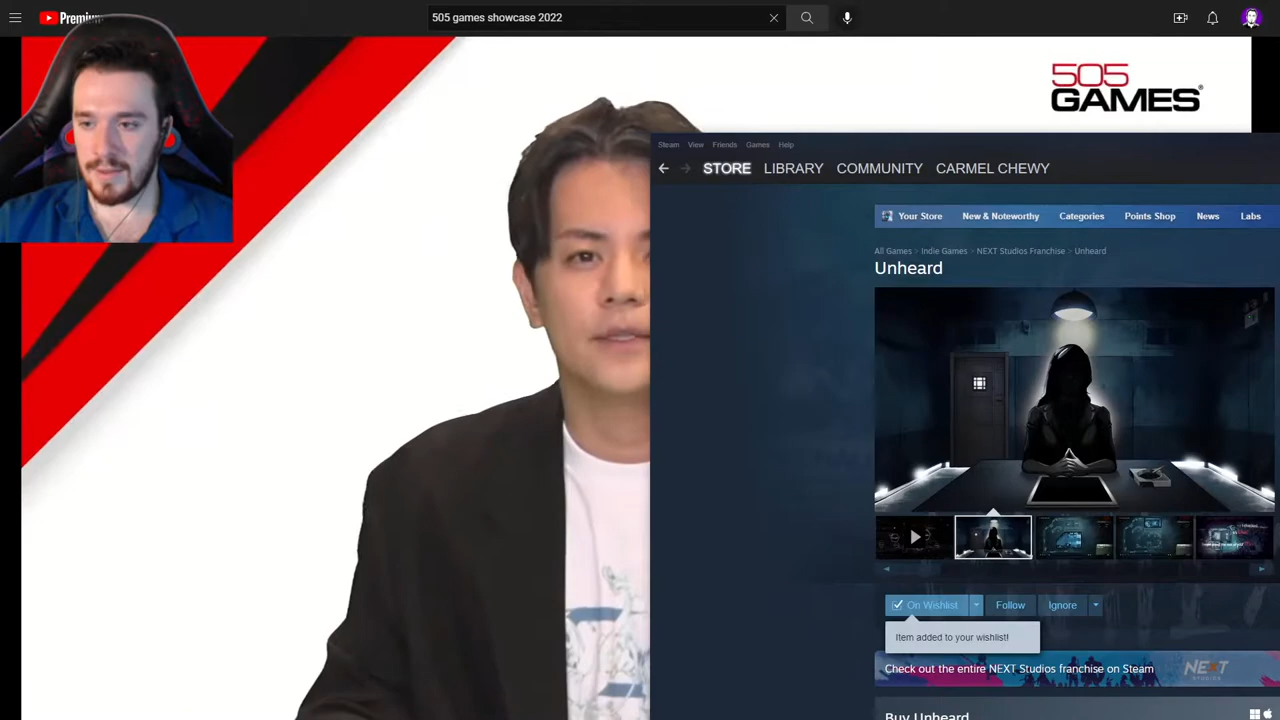 Premium
505 games showcase 2022
505
GAMES
Steam View Friends Games Help
STORE LIBRARY COMMUNITY CARMEL CHEWY
Your Store New & Noteworthy Categories Points Shop News Labs
All Games > Indie Games > NEXT Studios Franchise > Unheard
Unheard
On Wishlist Follow Ignore
Item added to your wishlist!
Check out the entire NEXT Studios franchise on Steam
NEXT
STUDIOS
Buy Unheard